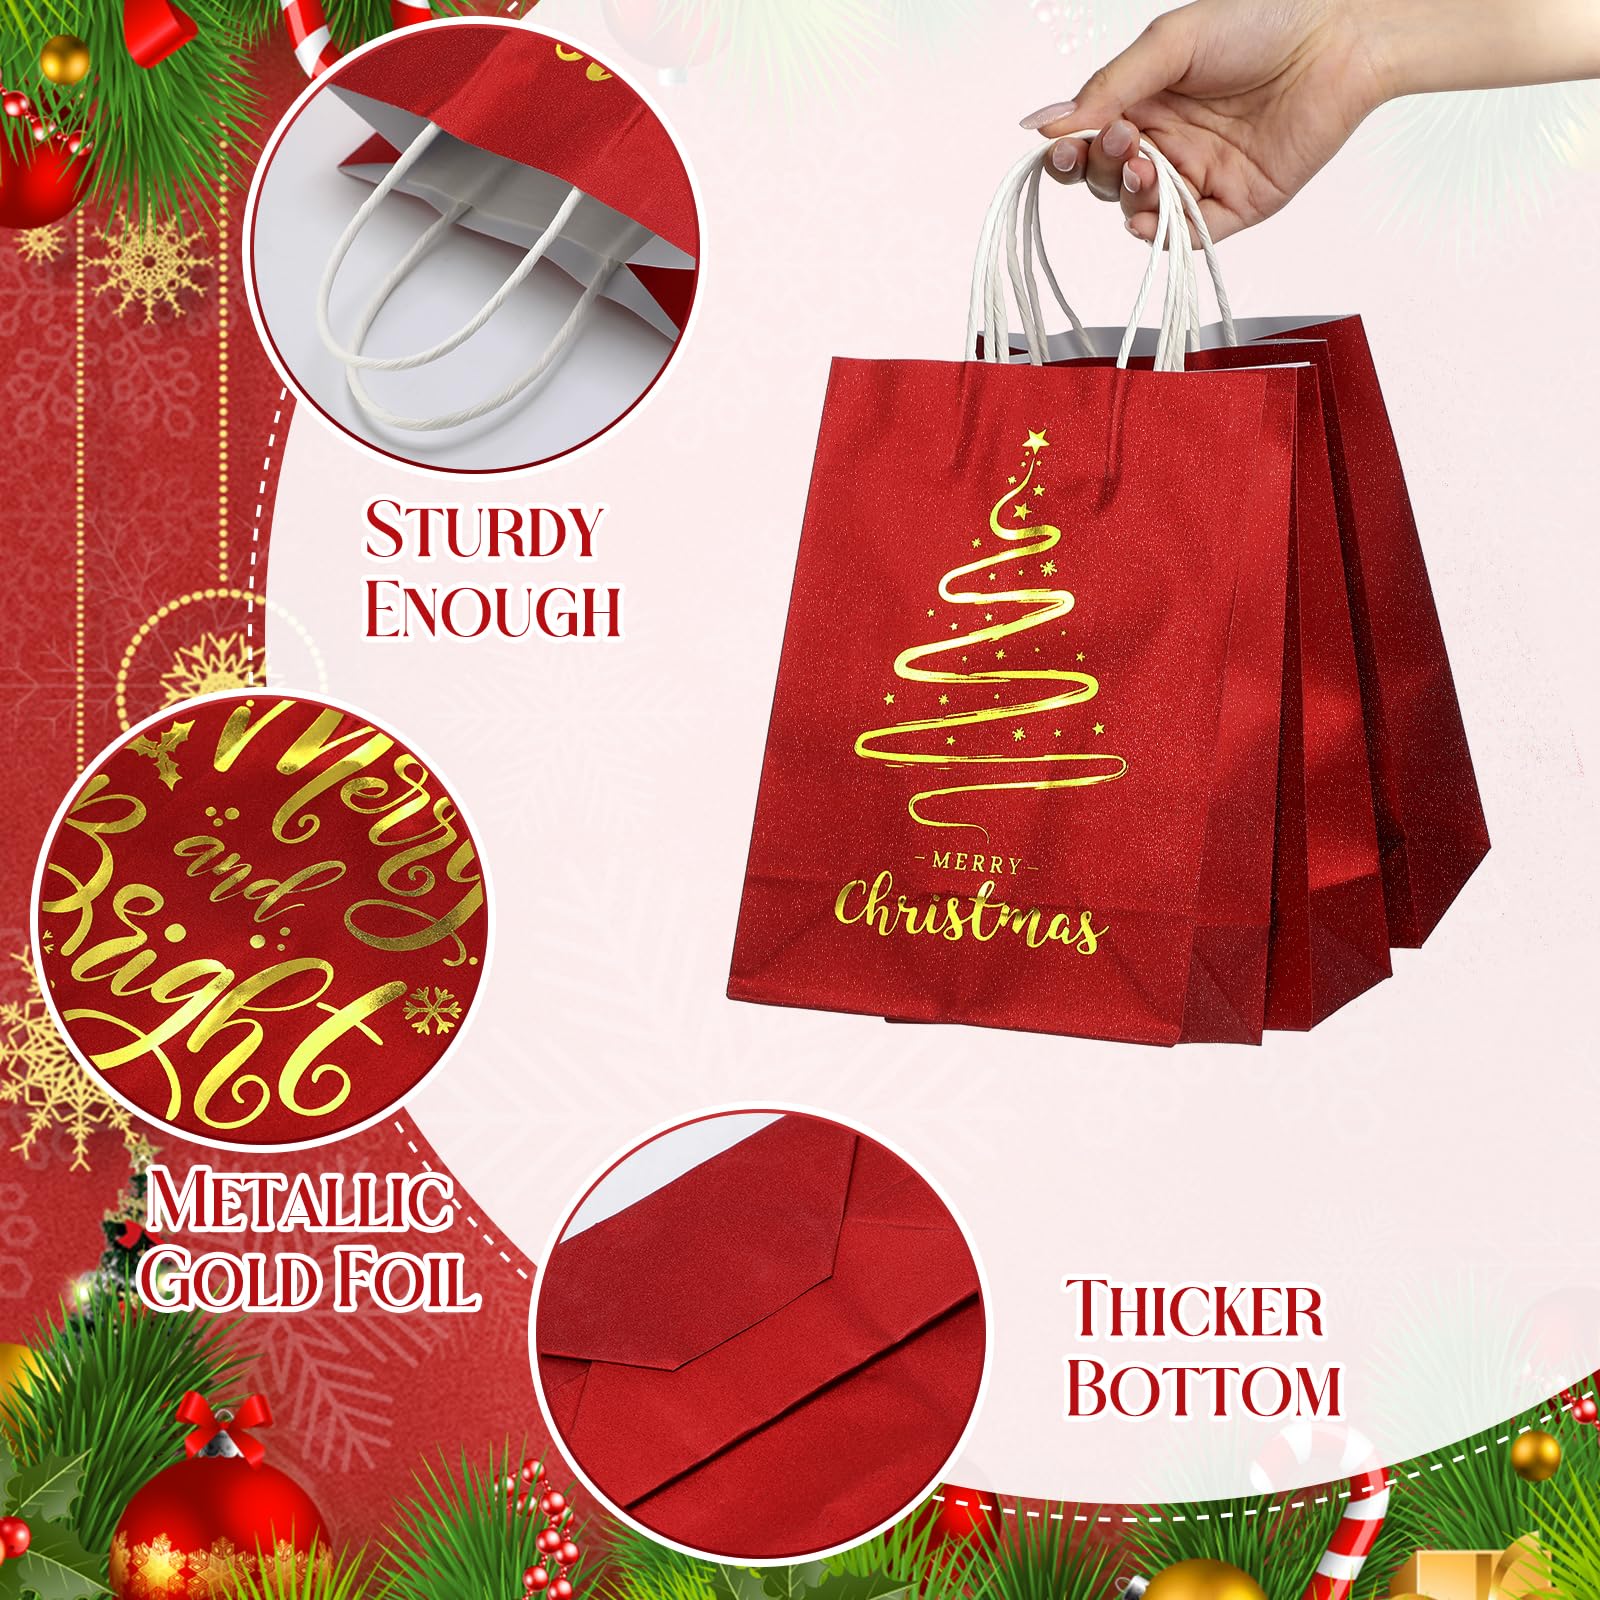 STURDY
ENOUGH
Merry
and
Bright
METALLIC
GOLD FOIL
-MERRY-
Christmas
THICKER
BOTTOM